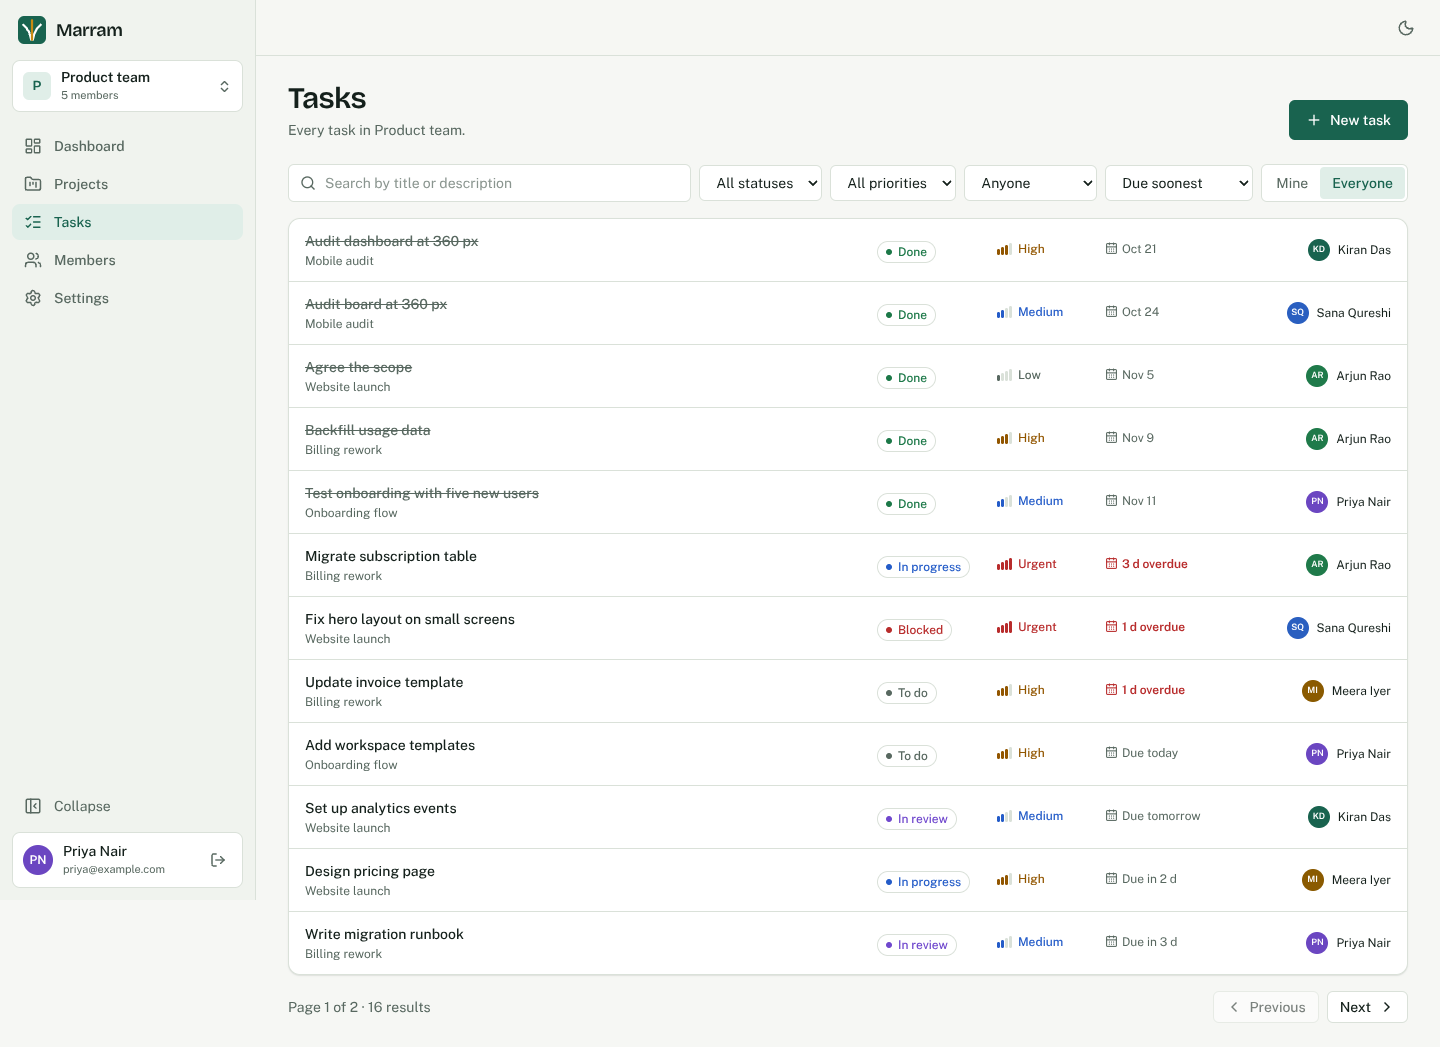 Marram
P
Product team
5 members
Dashboard
Projects
Tasks
Members
Settings
Collapse
PN
Priya Nair
priya@example.com
Tasks
Every task in Product team.
New task
Search by title or description
All statuses
All priorities
Anyone
Due soonest
Mine
Everyone
Audit dashboard at 360 px
Mobile audit
Done
High
Oct 21
KD
Kiran Das
Audit board at 360 px
Mobile audit
Done
Medium
Oct 24
SQ
Sana Qureshi
Agree the scope
Website launch
Done
Low
Nov 5
AR
Arjun Rao
Backfill usage data
Billing rework
Done
High
Nov 9
AR
Arjun Rao
Test onboarding with five new users
Onboarding flow
Done
Medium
Nov 11
PN
Priya Nair
Migrate subscription table
Billing rework
In progress
Urgent
3 d overdue
AR
Arjun Rao
Fix hero layout on small screens
Website launch
Blocked
Urgent
1 d overdue
SQ
Sana Qureshi
Update invoice template
Billing rework
To do
High
1 d overdue
MI
Meera Iyer
Add workspace templates
Onboarding flow
To do
High
Due today
PN
Priya Nair
Set up analytics events
Website launch
In review
Medium
Due tomorrow
KD
Kiran Das
Design pricing page
Website launch
In progress
High
Due in 2 d
MI
Meera Iyer
Write migration runbook
Billing rework
In review
Medium
Due in 3 d
PN
Priya Nair
Page 1 of 2 · 16 results
Previous
Next